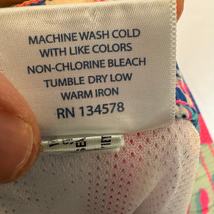 MACHINE WASH COLD
WITH LIKE COLORS
NON-CHLORINE BLEACH
TUMBLE DRY LOW
WARM IRON
RN 134578